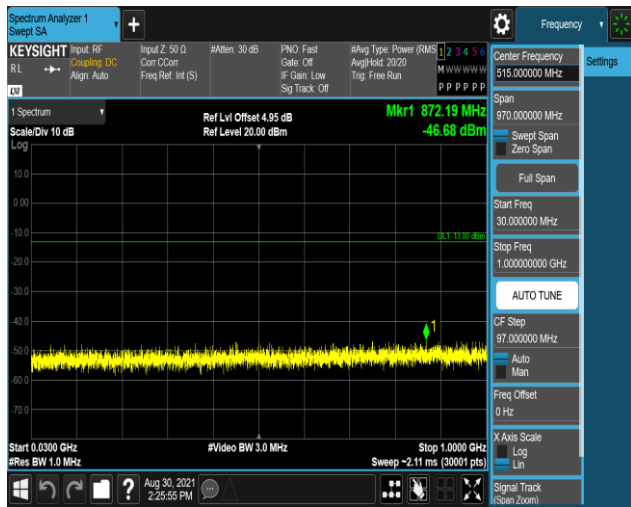 Spectrum Analyzer 1
Swept SA
+
Frequency
KEYSIGHT
RL
LXI
Input: RF
Coupling: DC
Align: Auto
Input Z: 50 Ω
Corr CCorr
Freq Ref: Int (S)
#Atten: 30 dB
PNO: Fast
Gate: Off
IF Gain: Low
Sig Track: Off
#Avg Type: Power (RMS
Avg|Hold: 20/20
Trig: Free Run
1 2 3 4 5 6
M W W W W W
P P P P P P
1 Spectrum
Scale/Div 10 dB
Log
Ref Lvl Offset 4.95 dB
Ref Level 20.00 dBm
Mkr1 872.19 MHz
-46.68 dBm
10.0
0.00
-10.0
DL1 -13.00 dBm
-20.0
-30.0
-40.0
1
-50.0
-60.0
-70.0
Start 0.0300 GHz
#Video BW 3.0 MHz
Stop 1.0000 GHz
#Res BW 1.0 MHz
Sweep ~2.11 ms (30001 pts)
?
Aug 30, 2021
2:25:55 PM
Center Frequency
515.000000 MHz
Settings
Span
970.000000 MHz
Swept Span
Zero Span
Full Span
Start Freq
30.000000 MHz
Stop Freq
1.000000000 GHz
AUTO TUNE
CF Step
97.000000 MHz
Auto
Man
Freq Offset
0 Hz
X Axis Scale
Log
Lin
Signal Track
(Span Zoom)